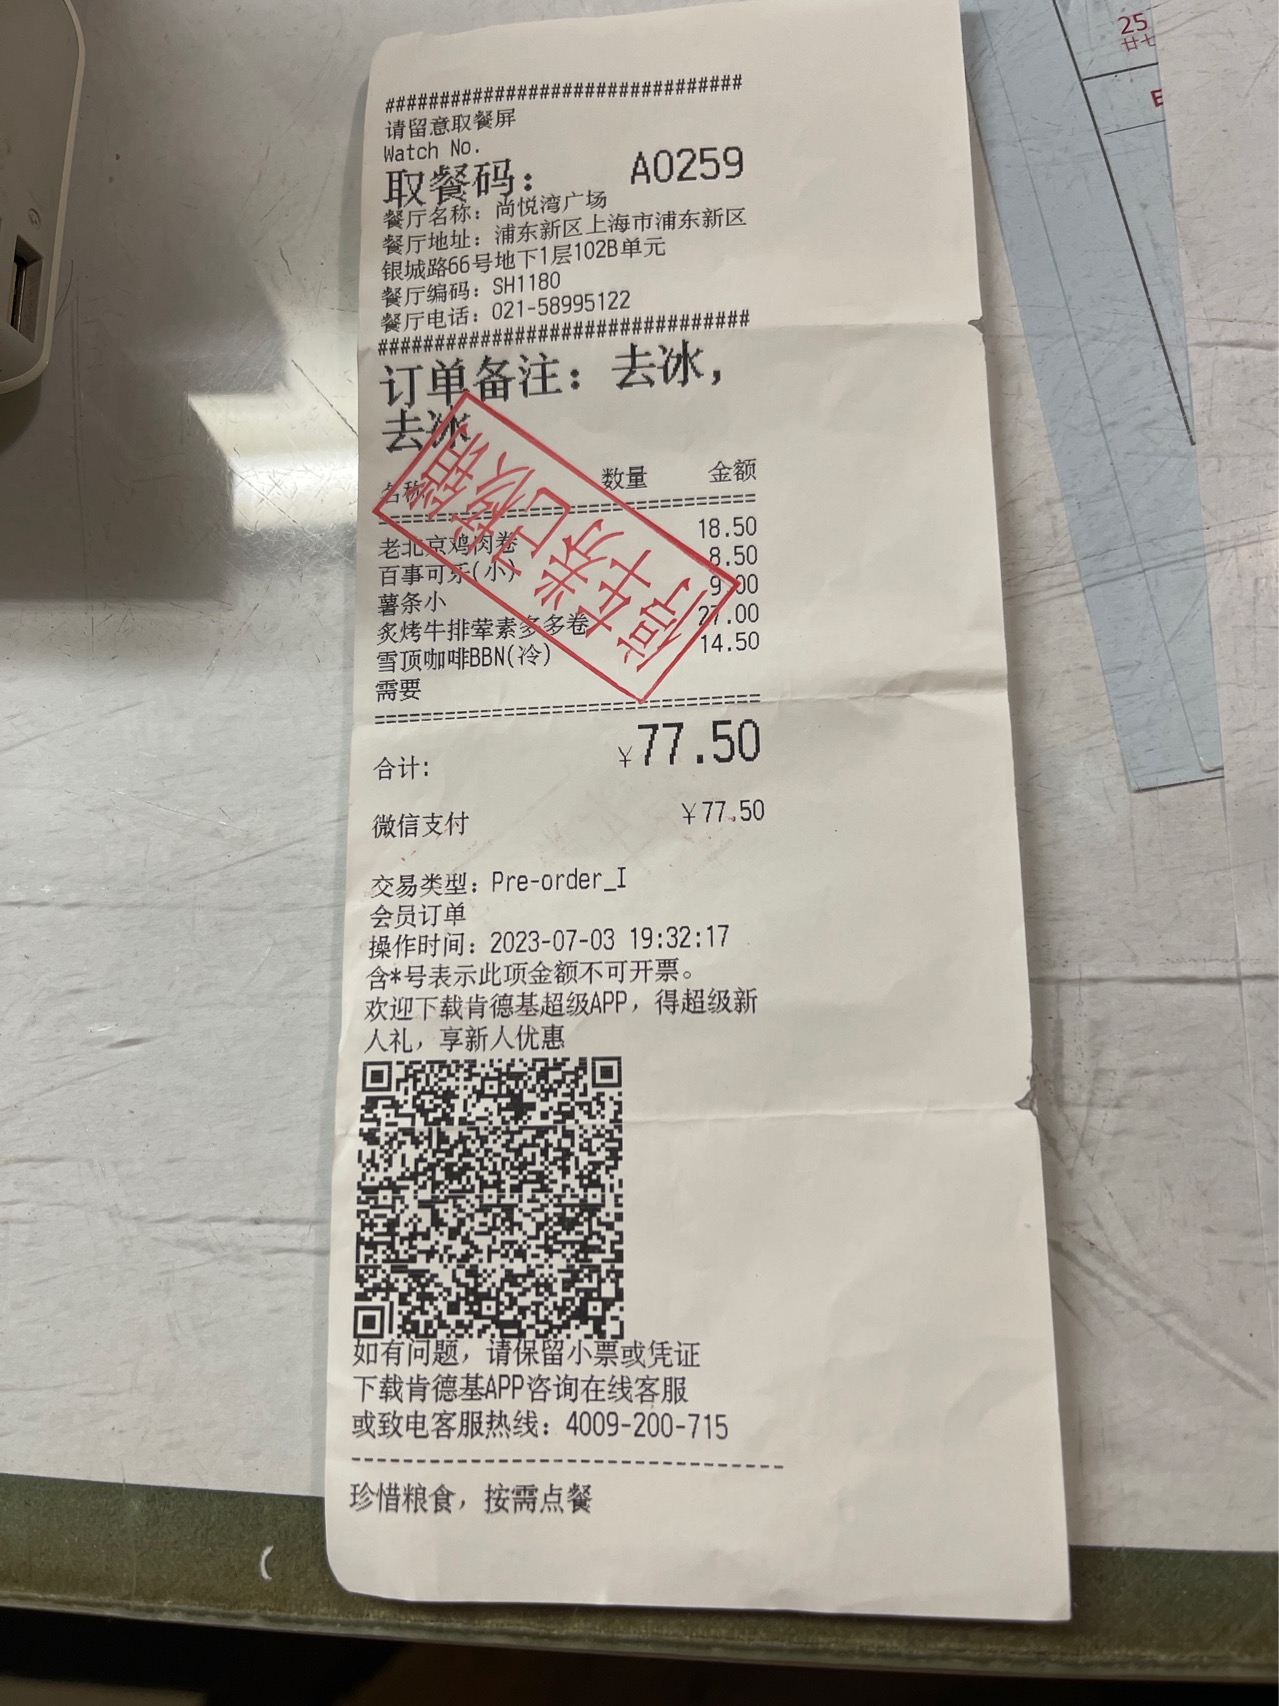 ################################
请留意取餐屏
Watch No.
取餐码: A0259
餐厅名称: 尚悦湾广场
餐厅地址: 浦东新区上海市浦东新区
银城路66号地下1层102B单元
餐厅编码: SH1180
餐厅电话: 021-58995122
################################
订单备注: 去冰,
去冰
名称 数量 金额
================================
老北京鸡肉卷 18.50
百事可乐(小) 8.50
薯条小 9.00
炙烤牛排荤素多多卷 27.00
雪顶咖啡BBN(冷) 14.50
需要
================================
合计: ¥77.50
微信支付 ¥77.50
交易类型: Pre-order_I
会员订单
操作时间: 2023-07-03 19:32:17
含*号表示此项金额不可开票。
欢迎下载肯德基超级APP, 得超级新
人礼, 享新人优惠
如有问题, 请保留小票或凭证
下载肯德基APP咨询在线客服
或致电客服热线: 4009-200-715
--------------------------------
珍惜粮食, 按需点餐
25
廿七